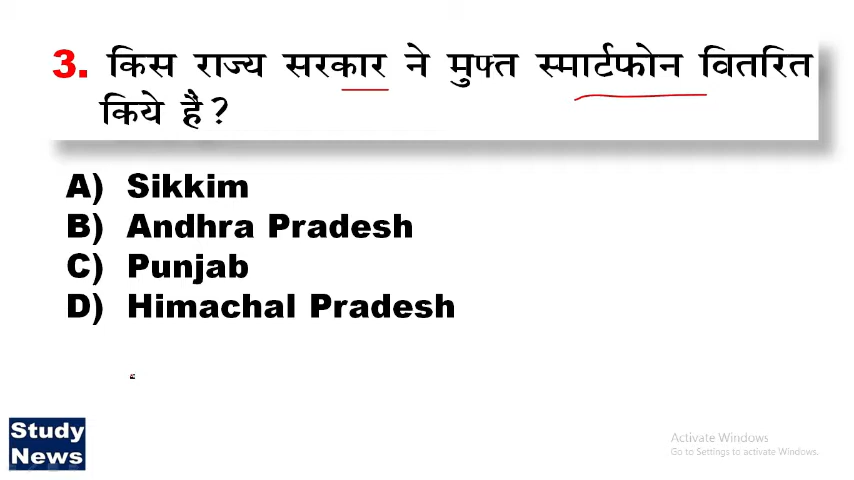 3. किस राज्य सरकार ने मुफ्त स्मार्टफोन वितरित
किये हैं?
A) Sikkim
B) Andhra Pradesh
C) Punjab
D) Himachal Pradesh
Study
News
Activate Windows
Go to Settings to activate Windows.